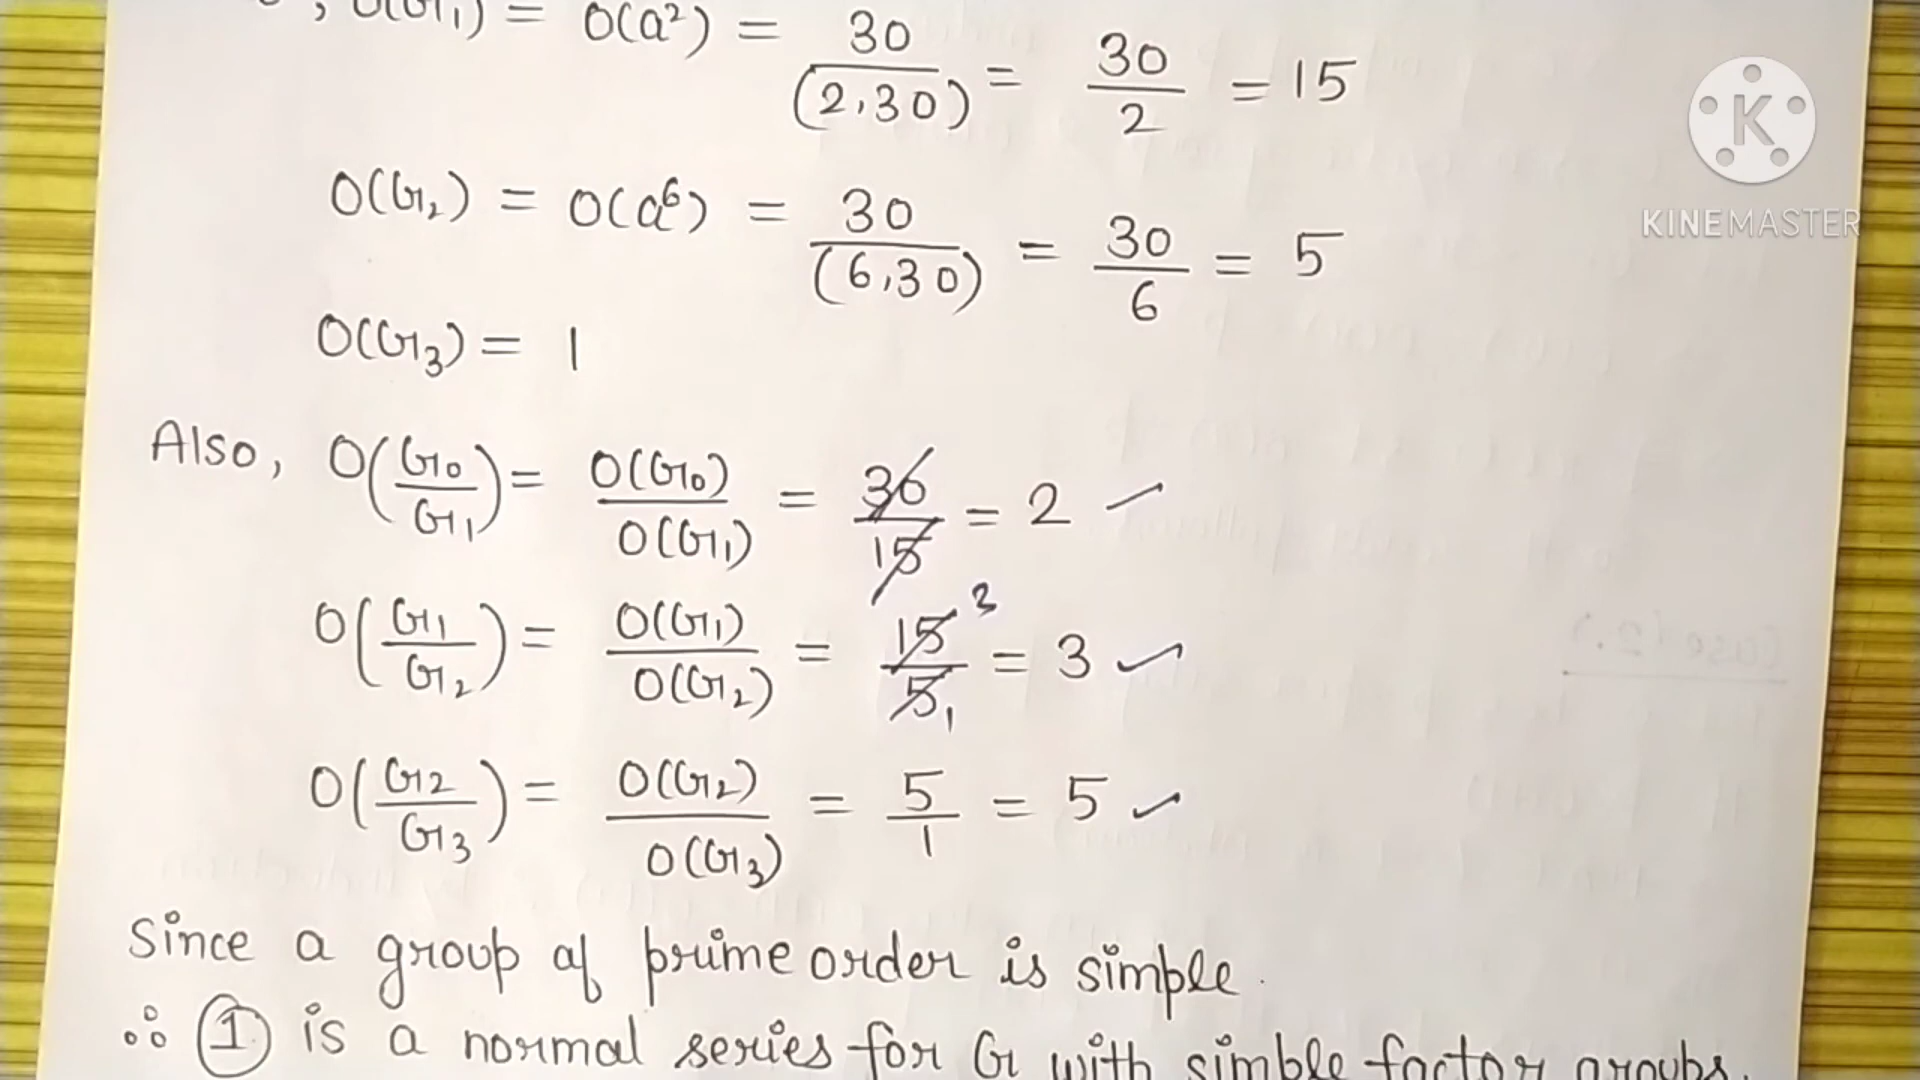 , O(G₁) = O(a²) = 30/(2,30) = 30/2 = 15
KINEMASTER
O(G₂) = O(a⁶) = 30/(6,30) = 30/6 = 5
O(G₃) = 1
Also, O(G₀/G₁) = O(G₀)/O(G₁) = 30/15 = 2 ✓
O(G₁/G₂) = O(G₁)/O(G₂) = 15 3/5 1 = 3 ✓
O(G₂/G₃) = O(G₂)/O(G₃) = 5/1 = 5 ✓
Since a group of prime order is simple.
∴ ① is a normal series for G with simple factor groups.